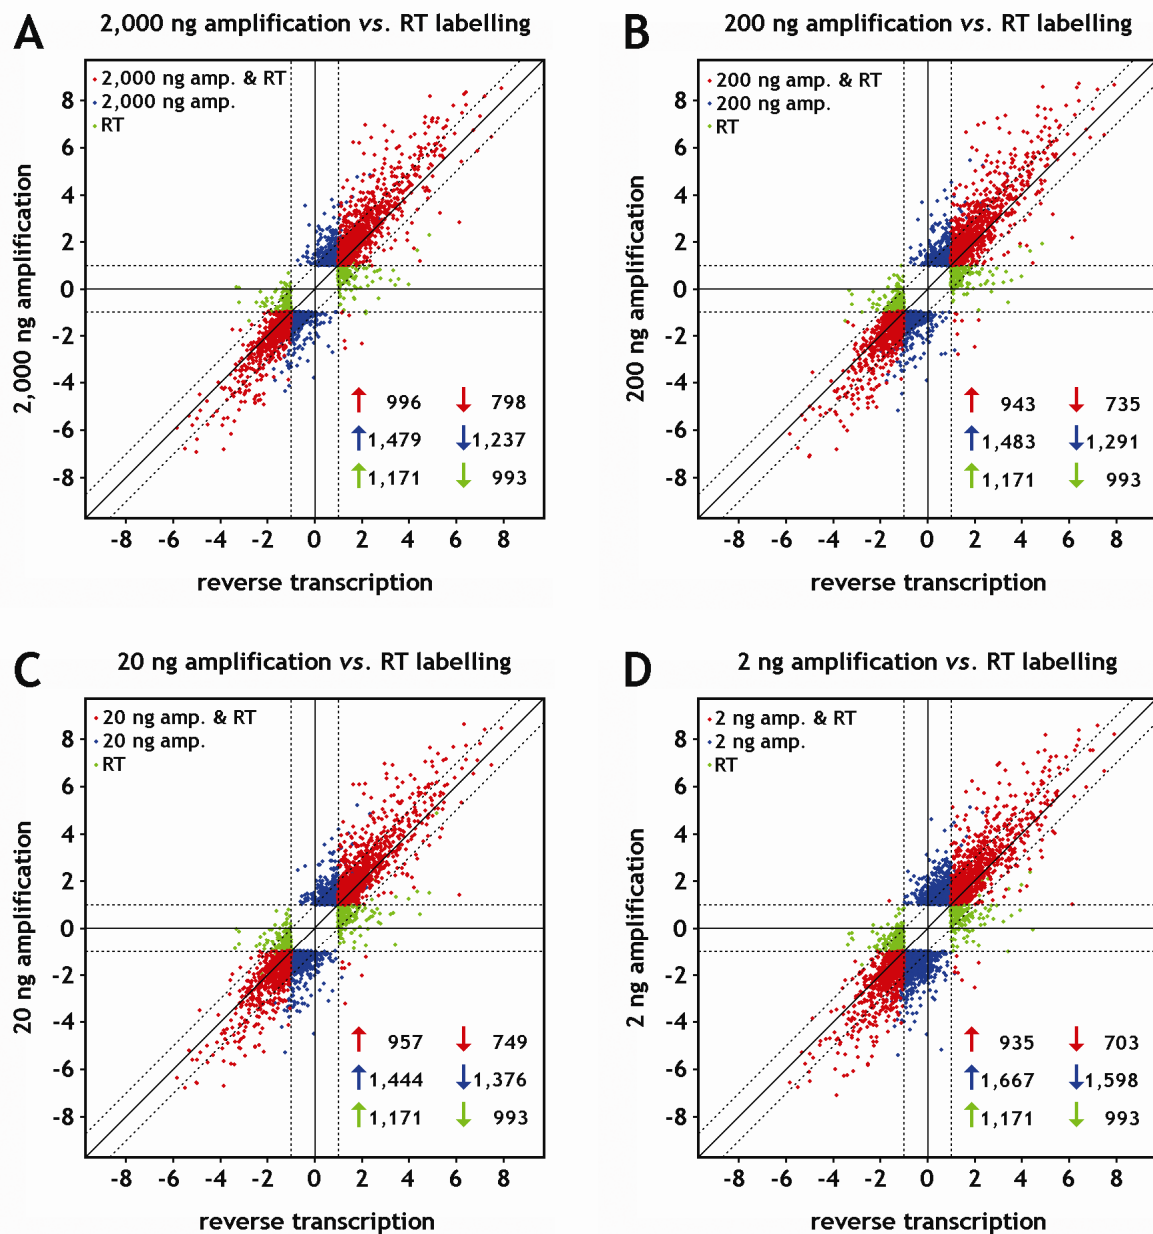 A
2,000 ng amplification vs. RT labelling
2,000 ng amp. & RT
2,000 ng amp.
RT
8
6
4
2
0
-2
-4
-6
-8
2,000 ng amplification
996 798
1,479 1,237
1,171 993
-8 -6 -4 -2 0 2 4 6 8
reverse transcription
B
200 ng amplification vs. RT labelling
200 ng amp. & RT
200 ng amp.
RT
8
6
4
2
0
-2
-4
-6
-8
200 ng amplification
943 735
1,483 1,291
1,171 993
-8 -6 -4 -2 0 2 4 6 8
reverse transcription
C
20 ng amplification vs. RT labelling
20 ng amp. & RT
20 ng amp.
RT
8
6
4
2
0
-2
-4
-6
-8
20 ng amplification
957 749
1,444 1,376
1,171 993
-8 -6 -4 -2 0 2 4 6 8
reverse transcription
D
2 ng amplification vs. RT labelling
2 ng amp. & RT
2 ng amp.
RT
8
6
4
2
0
-2
-4
-6
-8
2 ng amplification
935 703
1,667 1,598
1,171 993
-8 -6 -4 -2 0 2 4 6 8
reverse transcription